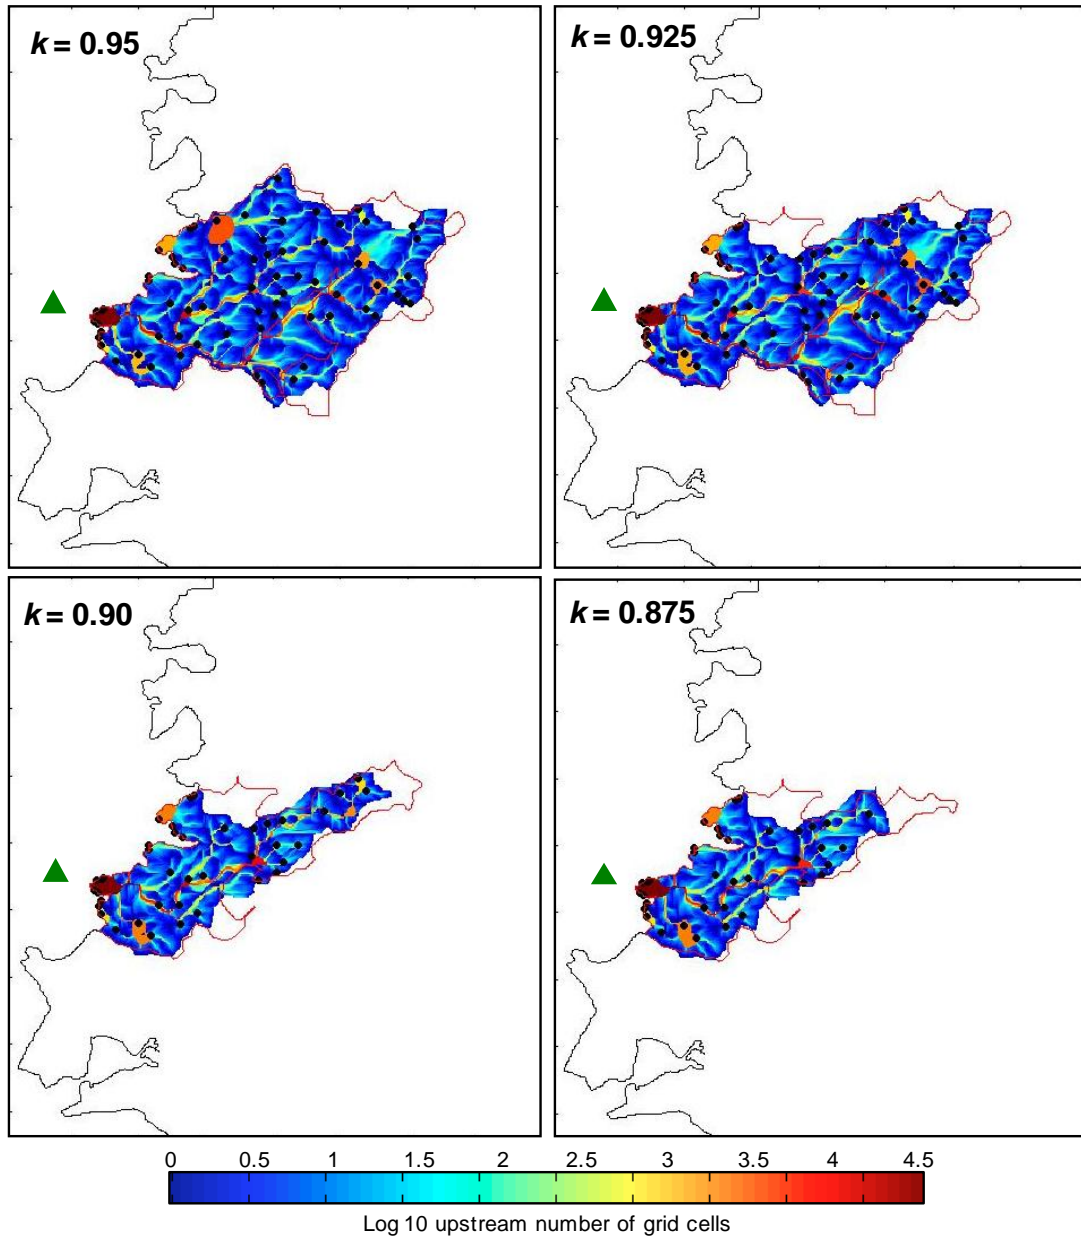 k = 0.95
k = 0.925
k = 0.90
k = 0.875
0 0.5 1 1.5 2 2.5 3 3.5 4 4.5
Log 10 upstream number of grid cells